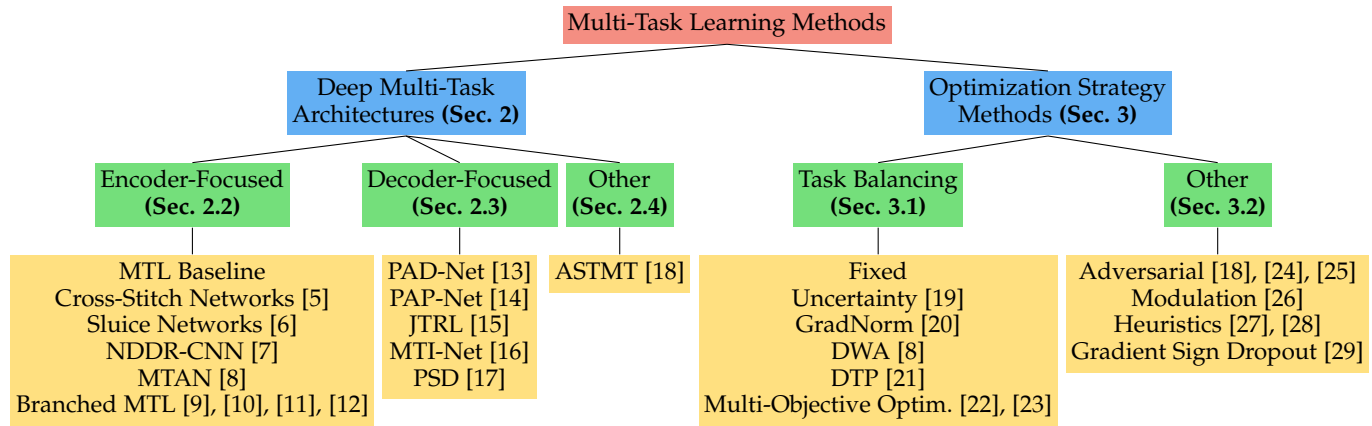 Multi-Task Learning Methods
Deep Multi-Task
Architectures (Sec. 2)
Optimization Strategy
Methods (Sec. 3)
Encoder-Focused
(Sec. 2.2)
Decoder-Focused
(Sec. 2.3)
Other
(Sec. 2.4)
Task Balancing
(Sec. 3.1)
Other
(Sec. 3.2)
MTL Baseline
Cross-Stitch Networks [5]
Sluice Networks [6]
NDDR-CNN [7]
MTAN [8]
Branched MTL [9], [10], [11], [12]
PAD-Net [13]
PAP-Net [14]
JTRL [15]
MTI-Net [16]
PSD [17]
ASTMT [18]
Fixed
Uncertainty [19]
GradNorm [20]
DWA [8]
DTP [21]
Multi-Objective Optim. [22], [23]
Adversarial [18], [24], [25]
Modulation [26]
Heuristics [27], [28]
Gradient Sign Dropout [29]